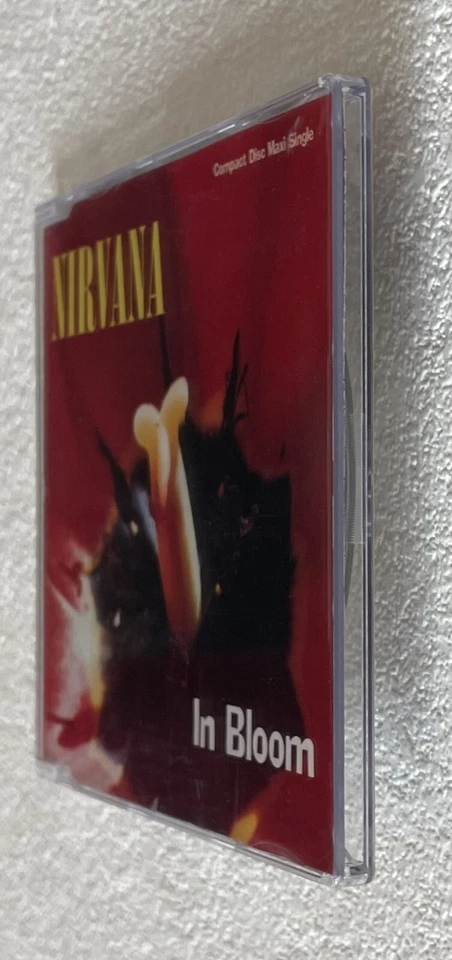 Compact Disc Maxi Single
NIRVANA
In Bloom